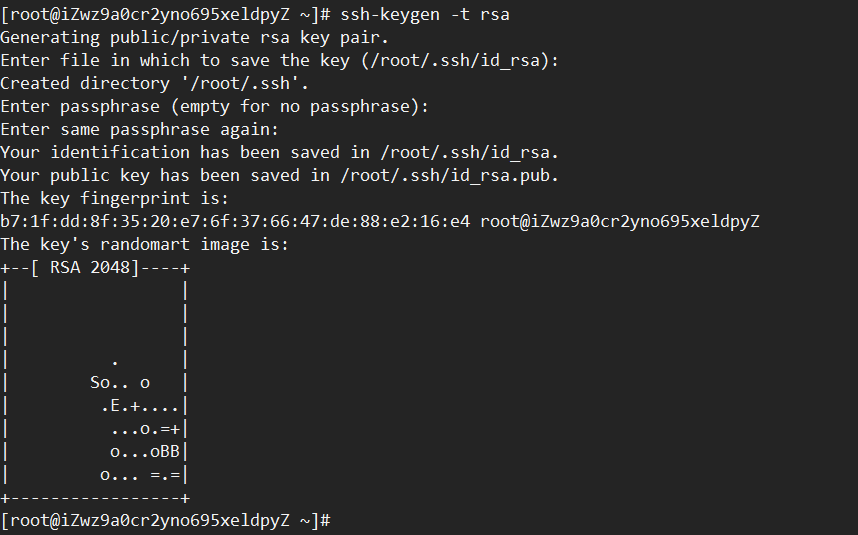 [root@iZwz9a0cr2yno695xeldpyZ ~]# ssh-keygen -t rsa
Generating public/private rsa key pair.
Enter file in which to save the key (/root/.ssh/id_rsa):
Created directory '/root/.ssh'.
Enter passphrase (empty for no passphrase):
Enter same passphrase again:
Your identification has been saved in /root/.ssh/id_rsa.
Your public key has been saved in /root/.ssh/id_rsa.pub.
The key fingerprint is:
b7:1f:dd:8f:35:20:e7:6f:37:66:47:de:88:e2:16:e4 root@iZwz9a0cr2yno695xeldpyZ
The key's randomart image is:
+--[ RSA 2048]----+
|                 |
|                 |
|                 |
|          .      |
|        So.. o   |
|         .E.+....|
|          ...o.=+|
|          o...oBB|
|         o... =.=|
+-----------------+
[root@iZwz9a0cr2yno695xeldpyZ ~]#